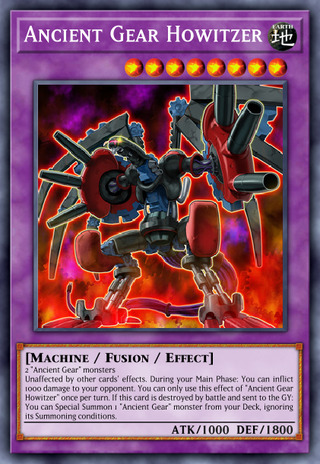 Ancient Gear Howitzer
EARTH
地
[Machine / Fusion / Effect]
2 "Ancient Gear" monsters
Unaffected by other cards' effects. During your Main Phase: You can inflict
1000 damage to your opponent. You can only use this effect of "Ancient Gear
Howitzer" once per turn. If this card is destroyed by battle and sent to the GY:
You can Special Summon 1 "Ancient Gear" monster from your Deck, ignoring
its Summoning conditions.
ATK/1000 DEF/1800